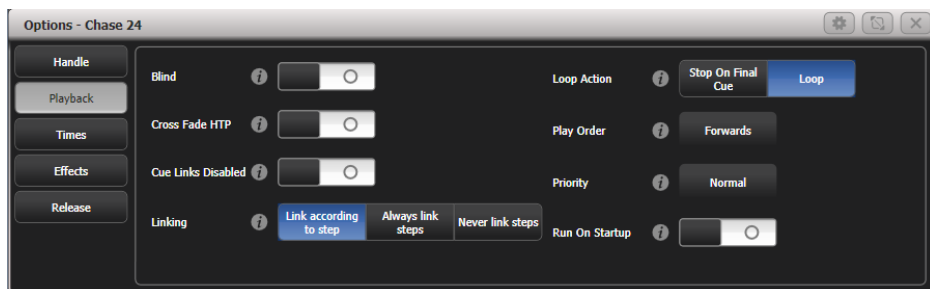 Options - Chase 24
Handle
Playback
Times
Effects
Release
Blind
Cross Fade HTP
Cue Links Disabled
Linking
Link according
to step
Always link
steps
Never link steps
Loop Action
Stop On Final
Cue
Loop
Play Order
Forwards
Priority
Normal
Run On Startup